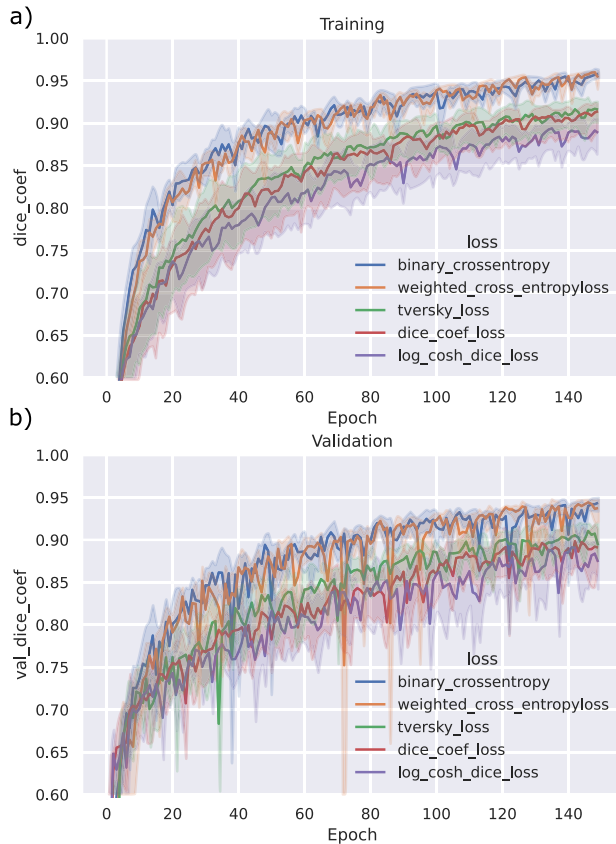 a)
Training
1.00
0.95
0.90
0.85
0.80
0.75
0.70
0.65
0.60
dice_coef
loss
binary_crossentropy
weighted_cross_entropyloss
tversky_loss
dice_coef_loss
log_cosh_dice_loss
0 20 40 60 80 100 120 140
Epoch
b)
Validation
1.00
0.95
0.90
0.85
0.80
0.75
0.70
0.65
0.60
val_dice_coef
loss
binary_crossentropy
weighted_cross_entropyloss
tversky_loss
dice_coef_loss
log_cosh_dice_loss
0 20 40 60 80 100 120 140
Epoch